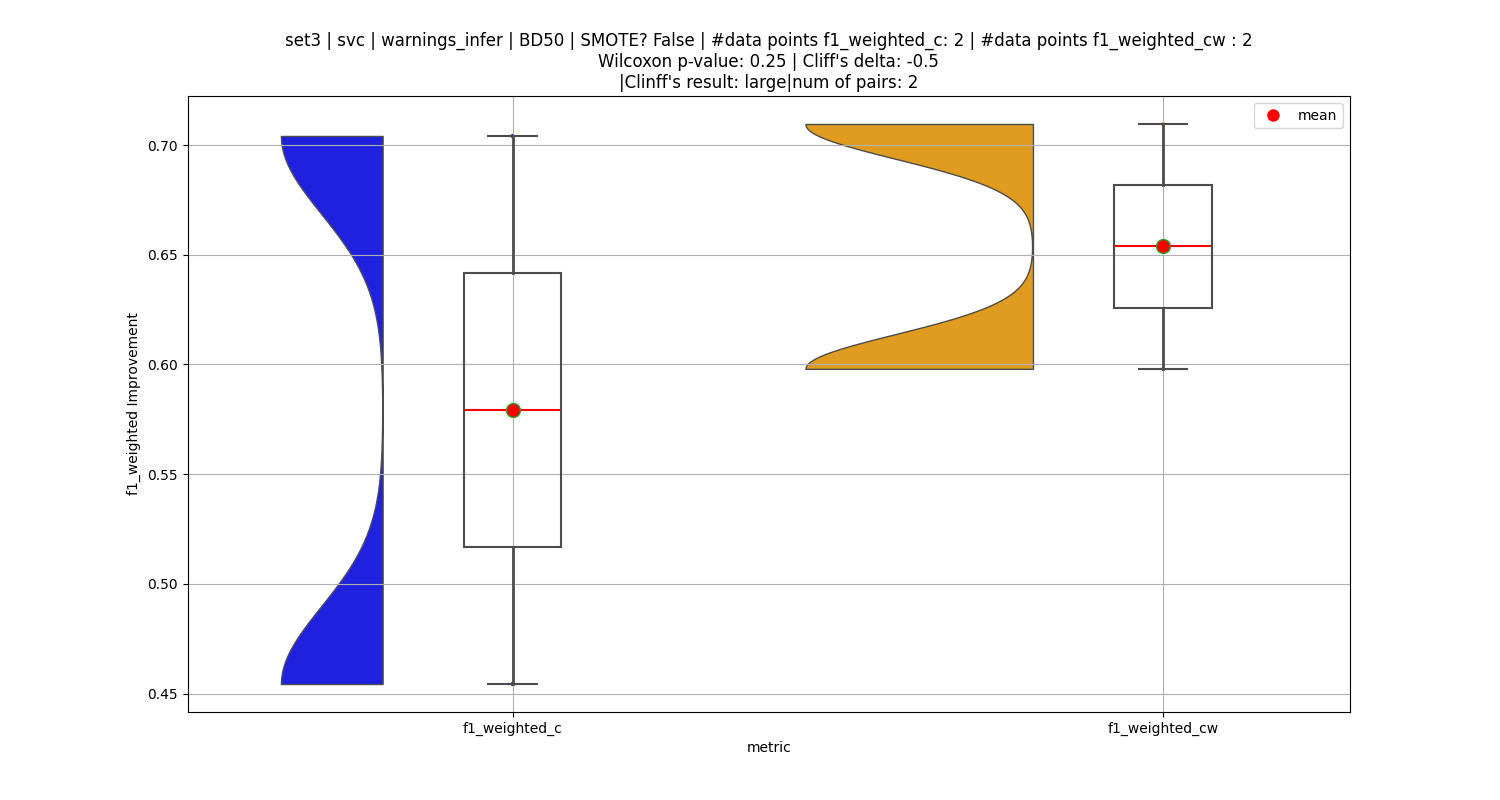 set3 | svc | warnings_infer | BD50 | SMOTE? False | #data points f1_weighted_c: 2 | #data points f1_weighted_cw : 2
Wilcoxon p-value: 0.25 | Cliff's delta: -0.5
|Clinff's result: large|num of pairs: 2
mean
0.70
0.65
0.60
0.55
0.50
0.45
f1_weighted Improvement
f1_weighted_c
f1_weighted_cw
metric